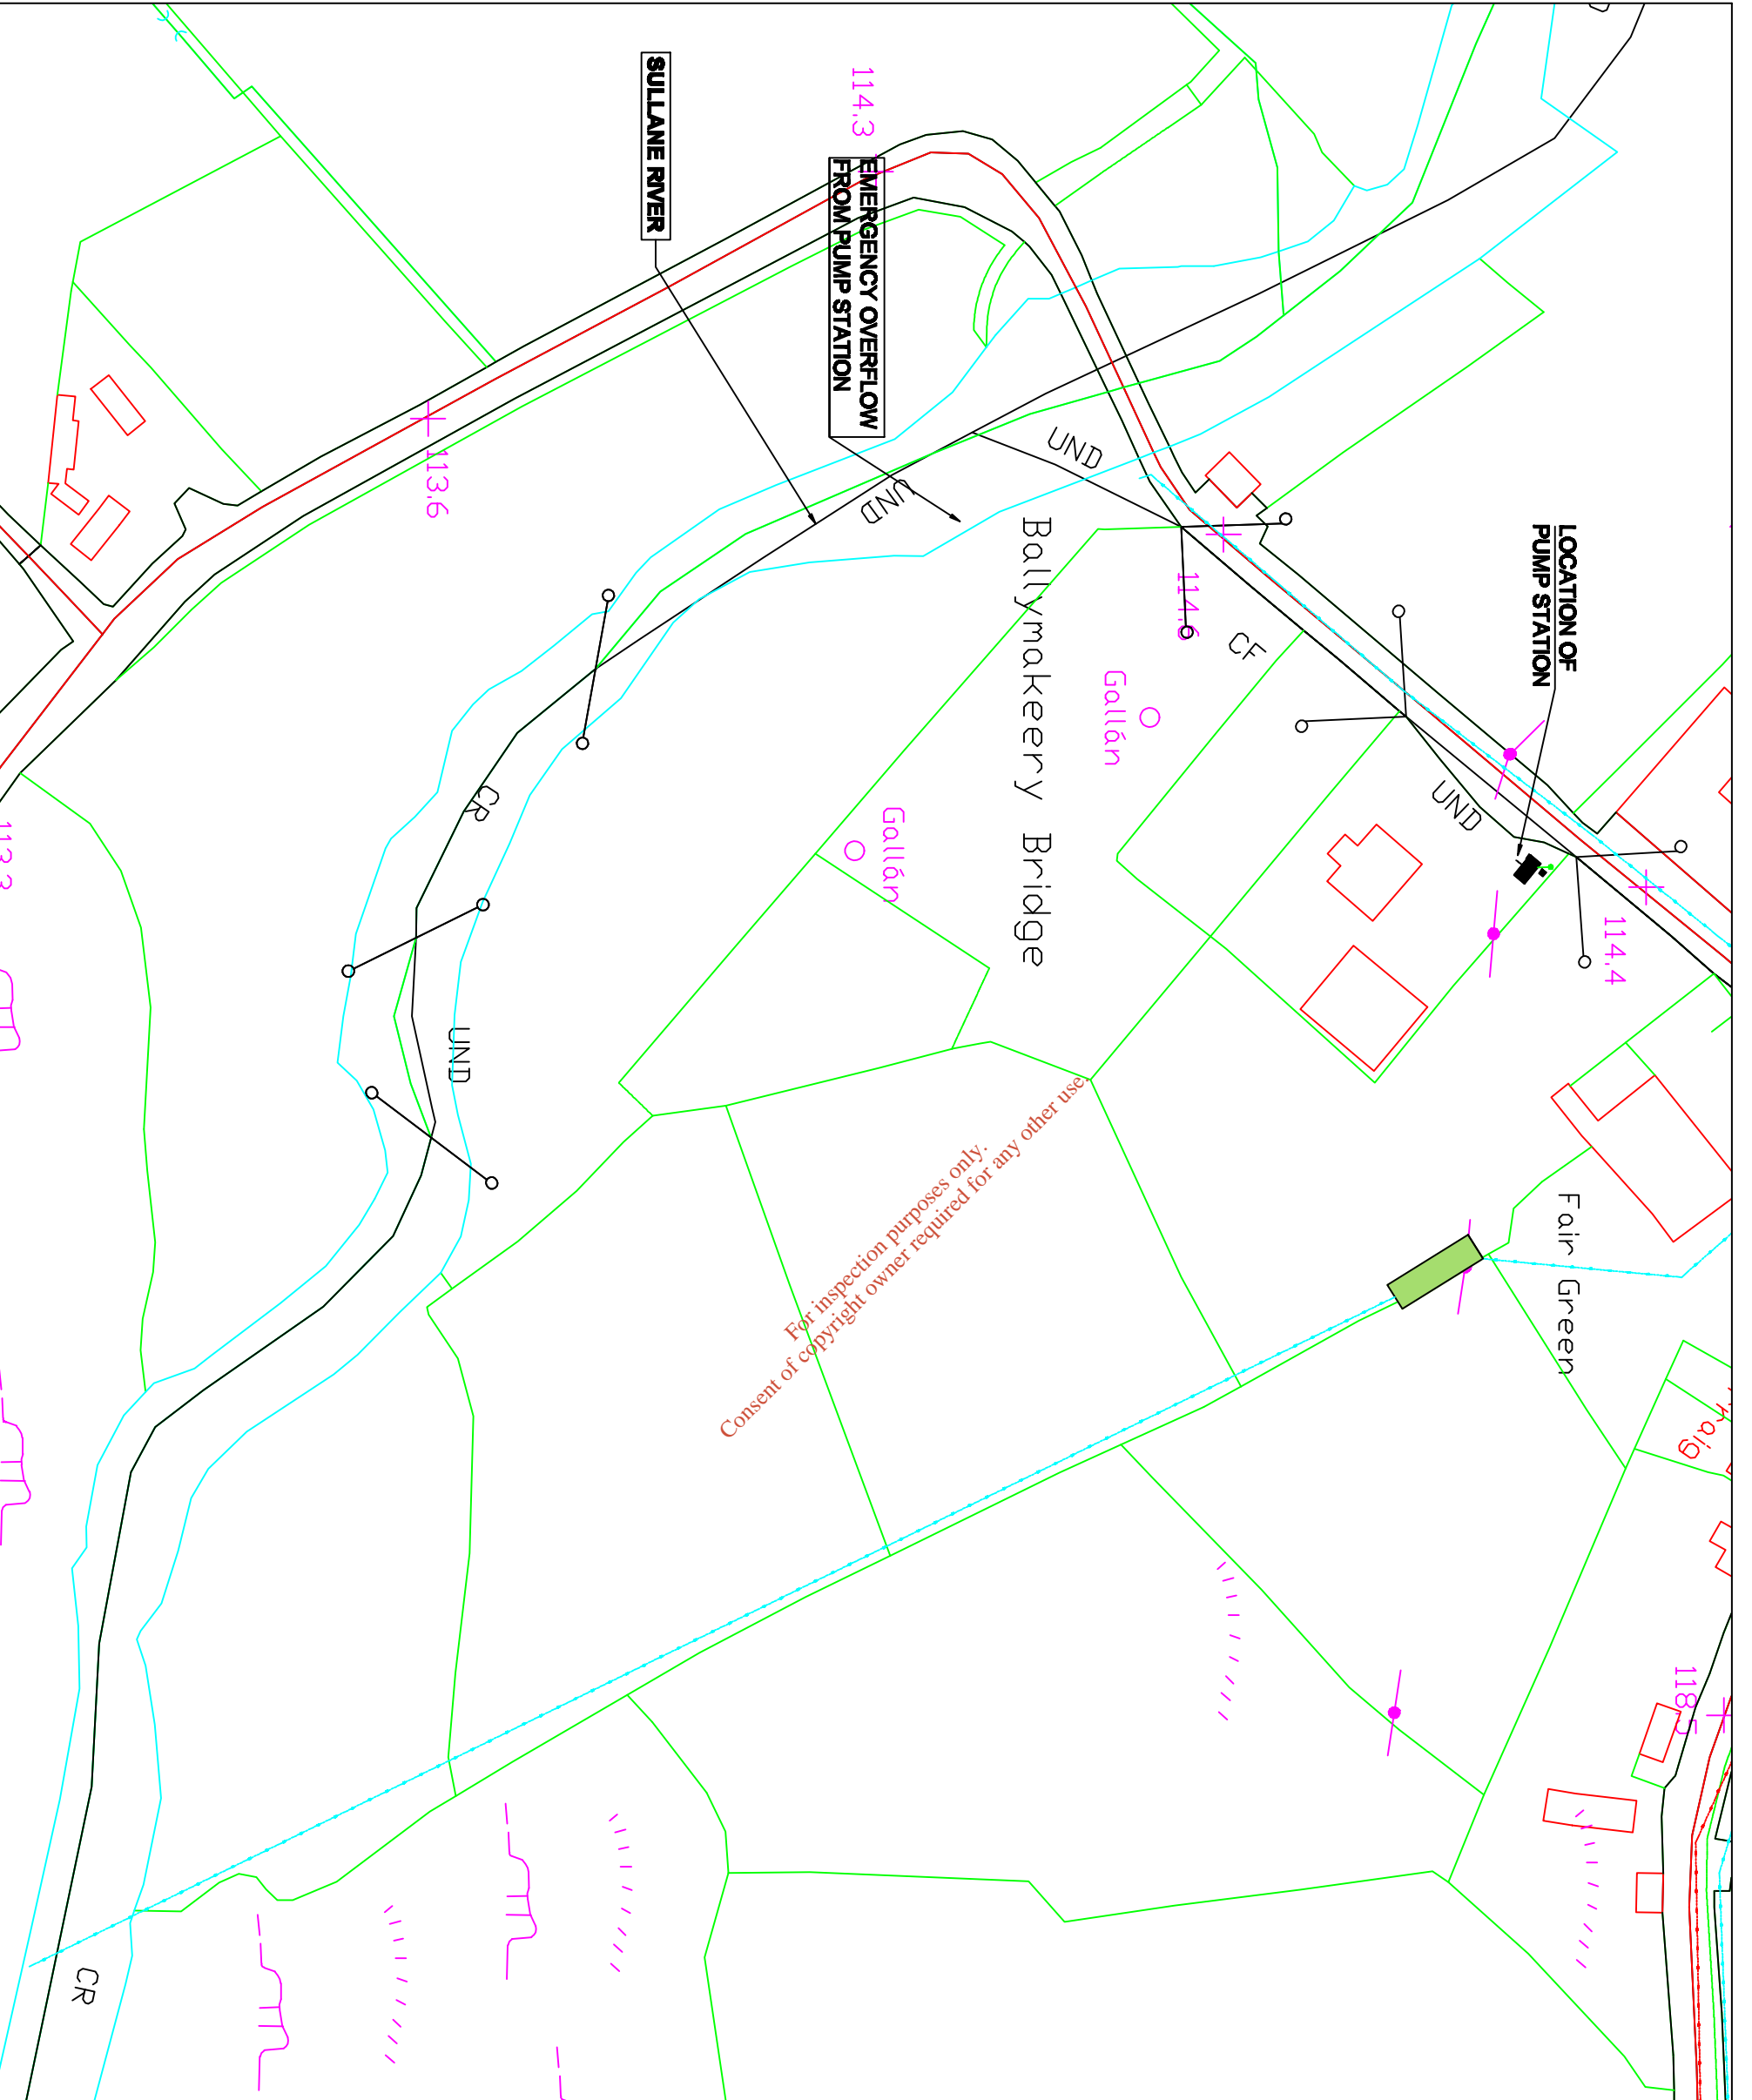 SULLANE RIVER
114.3
EMERGENCY OVERFLOW
FROM PUMP STATION
113.6
UND
UND
Ballymakeery Bridge
114.6
CF
Gallán
Gallán
LOCATION OF
PUMP STATION
UND
114.4
CR
UND
Fair Green
For inspection purposes only.
Consent of copyright owner required for any other use.
118.5
CR